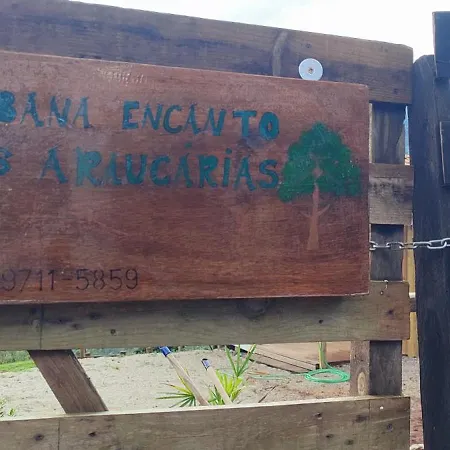 BANA ENCANTO
S ARAUCÁRIAS
9711-5859